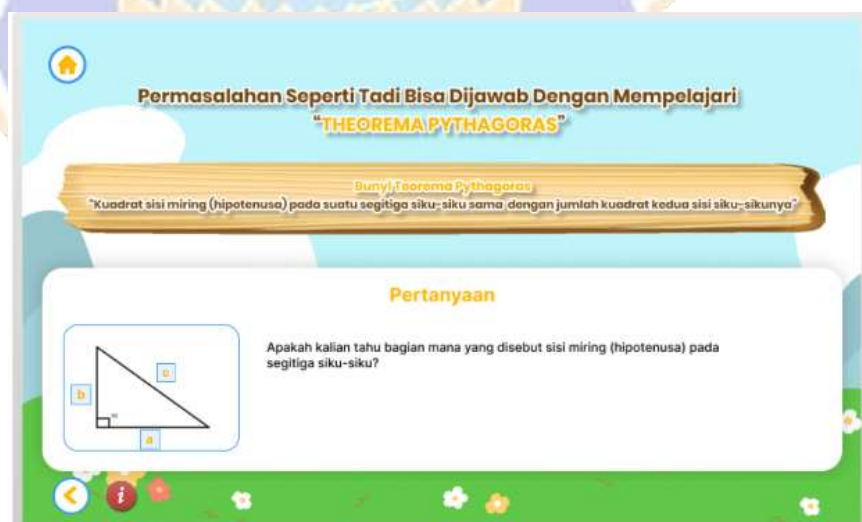 Permasalahan Seperti Tadi Bisa Dijawab Dengan Mempelajari
"THEOREMA PYTHAGORAS"
Bunyi Teorema Pythagoras
"Kuadrat sisi miring (hipotenusa) pada suatu segitiga siku-siku sama dengan jumlah kuadrat kedua sisi siku-sikunya"
Pertanyaan
Apakah kalian tahu bagian mana yang disebut sisi miring (hipotenusa) pada
segitiga siku-siku?
c
b
a
i